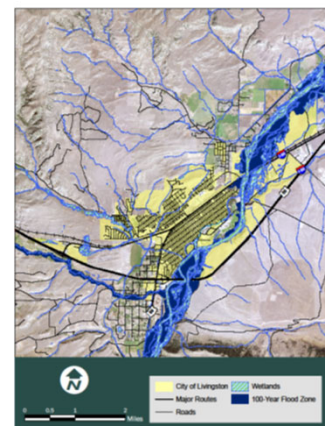 N
City of Livingston
Wetlands
Major Routes
100-Year Flood Zone
Roads
0 0.5 1 2
Miles